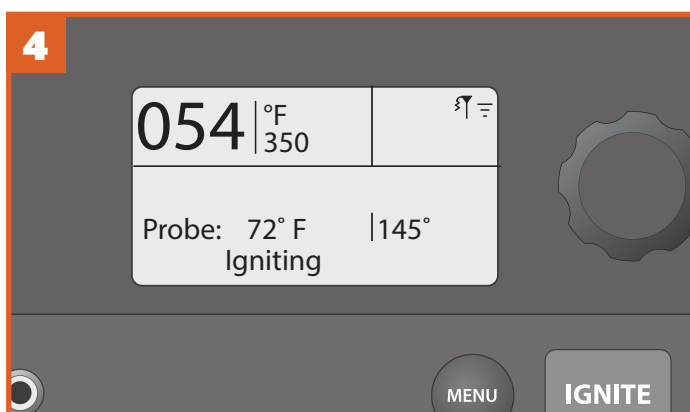 4
054 °F
350
Probe: 72° F 145°
Igniting
MENU IGNITE